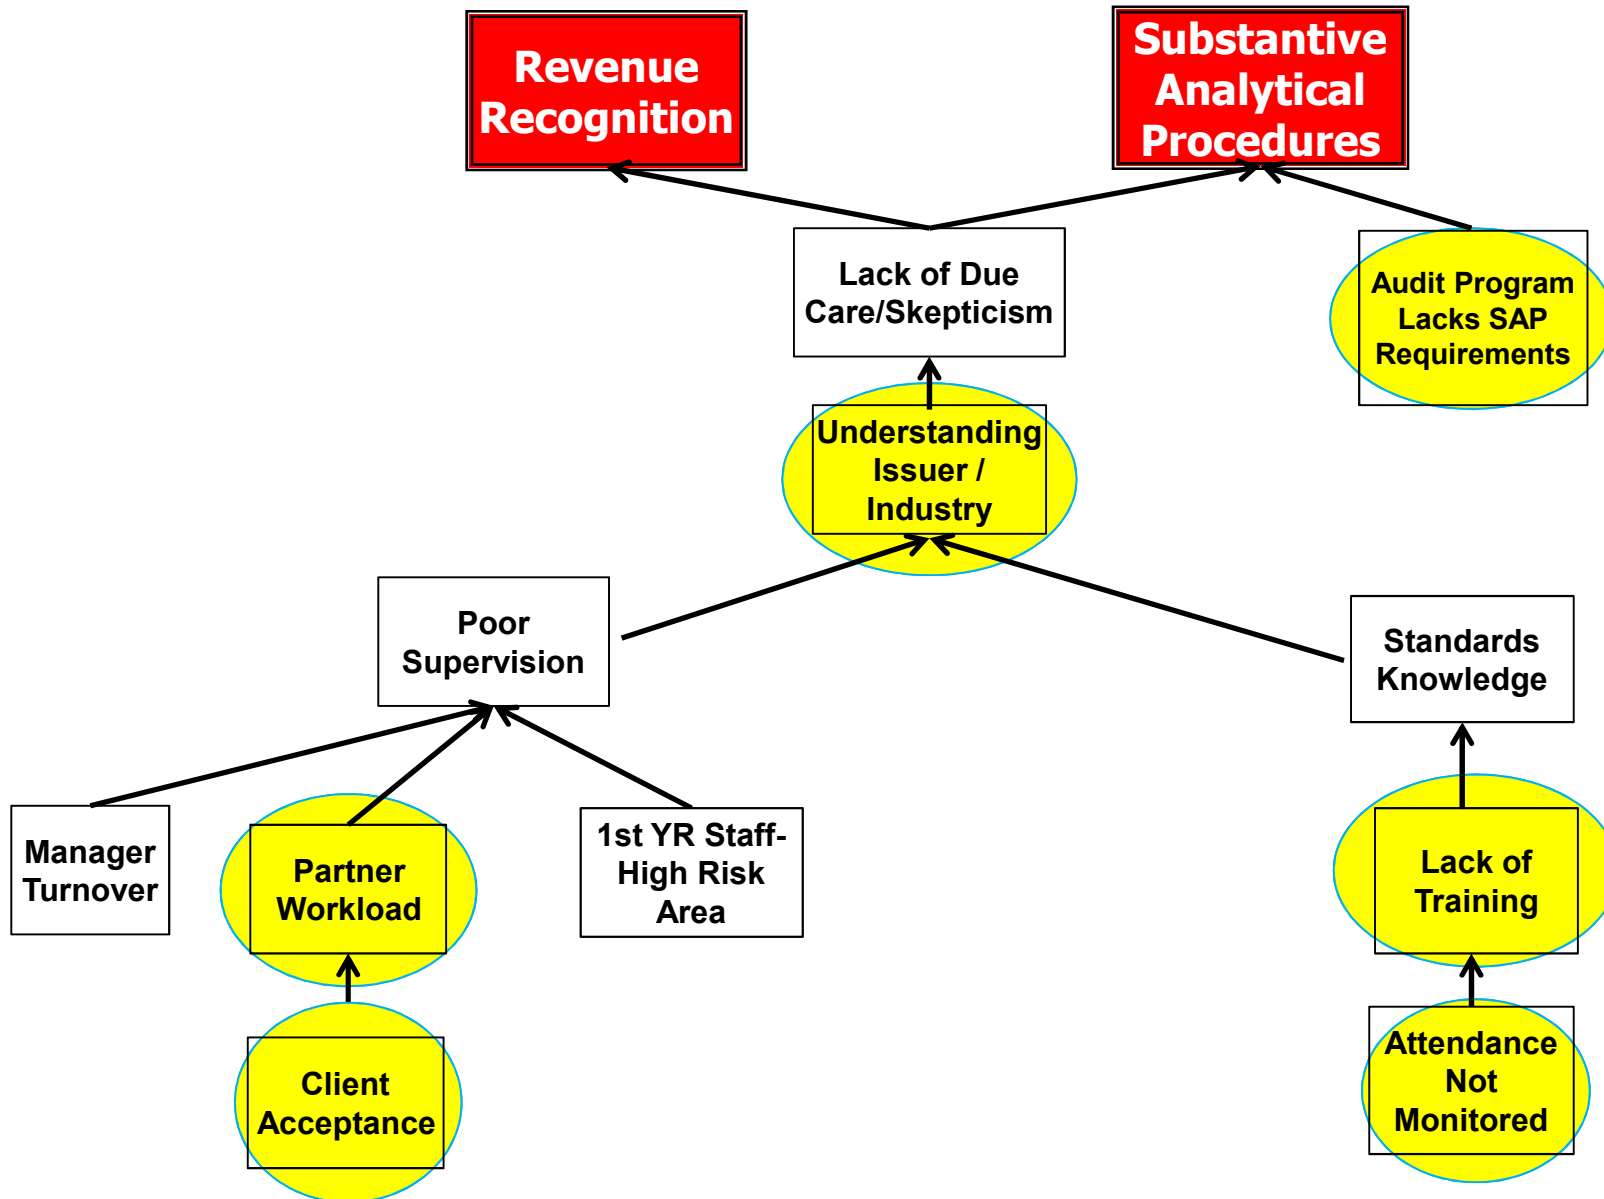 Revenue
Recognition
Substantive
Analytical
Procedures
Lack of Due
Care/Skepticism
Audit Program
Lacks SAP
Requirements
Understanding
Issuer /
Industry
Poor
Supervision
Standards
Knowledge
Manager
Turnover
Partner
Workload
1st YR Staff-
High Risk
Area
Lack of
Training
Client
Acceptance
Attendance
Not
Monitored